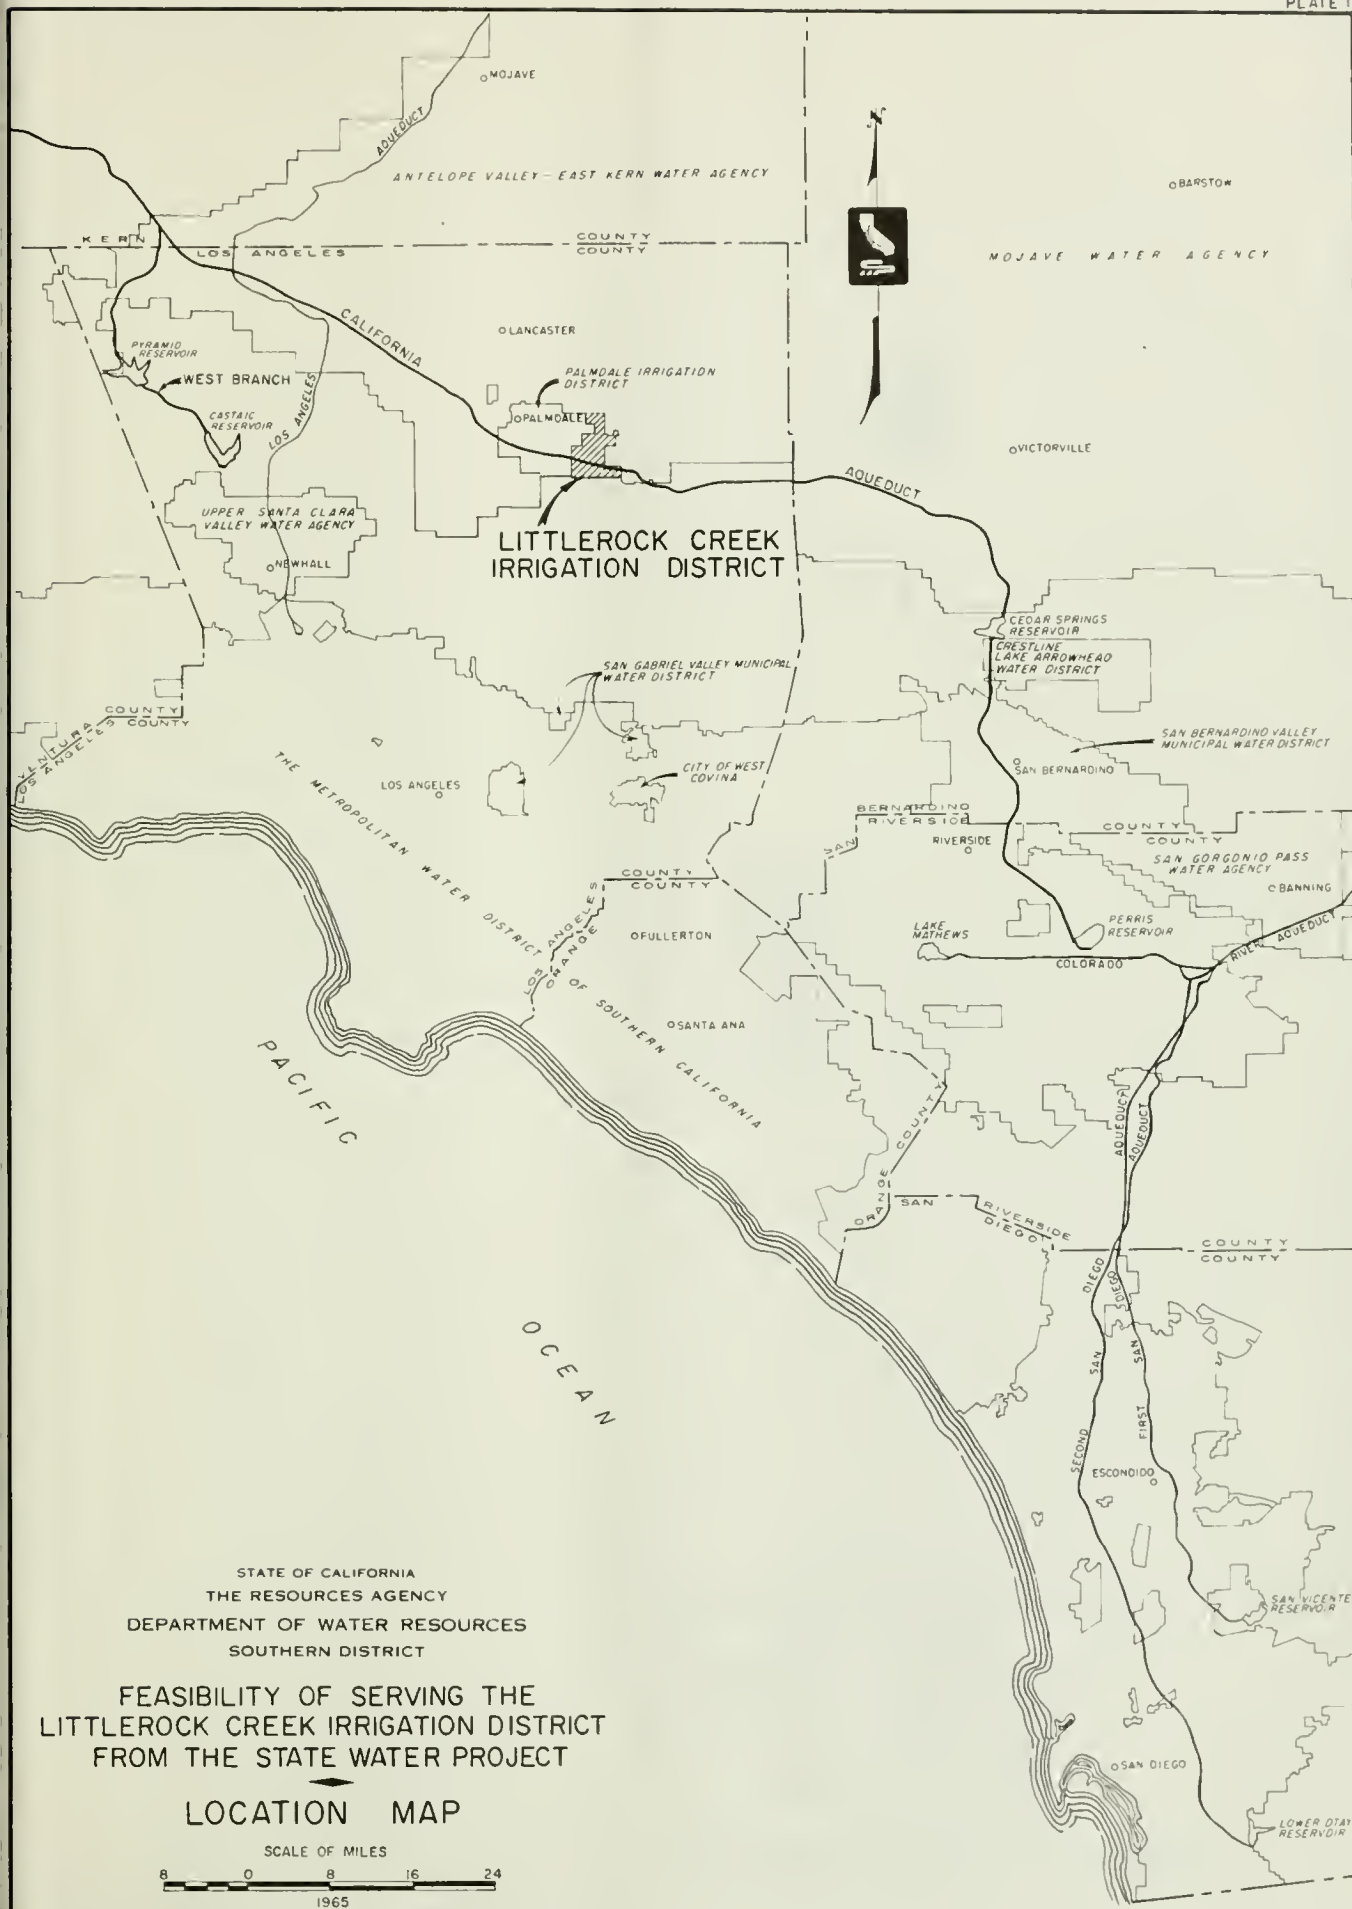 PLATE 1
MOJAVE
AQUEDUCT
ANTELOPE VALLEY – EAST KERN WATER AGENCY
BARSTOW
KERN
COUNTY
LOS ANGELES
COUNTY
MOJAVE WATER AGENCY
CALIFORNIA
LANCASTER
PYRAMID
RESERVOIR
WEST BRANCH
PALMDALE IRRIGATION
DISTRICT
CASTAIC
RESERVOIR
LOS ANGELES
PALMDALE
VICTORVILLE
AQUEDUCT
UPPER SANTA CLARA
VALLEY WATER AGENCY
LITTLEROCK CREEK
IRRIGATION DISTRICT
NEWHALL
CEDAR SPRINGS
RESERVOIR
CRESTLINE
LAKE ARROWHEAD
WATER DISTRICT
SAN GABRIEL VALLEY MUNICIPAL
WATER DISTRICT
VENTURA COUNTY
LOS ANGELES COUNTY
SAN BERNARDINO VALLEY
MUNICIPAL WATER DISTRICT
THE METROPOLITAN WATER DISTRICT OF SOUTHERN CALIFORNIA
LOS ANGELES
CITY OF WEST
COVINA
SAN BERNARDINO
SAN BERNARDINO COUNTY
RIVERSIDE COUNTY
RIVERSIDE
SAN GORGONIO PASS
WATER AGENCY
BANNING
LOS ANGELES COUNTY
ORANGE COUNTY
FULLERTON
LAKE
MATHEWS
PERRIS
RESERVOIR
COLORADO RIVER AQUEDUCT
SANTA ANA
PACIFIC
OCEAN
ORANGE COUNTY
AQUEDUCT
AQUEDUCT
SAN DIEGO COUNTY
RIVERSIDE COUNTY
SECOND SAN DIEGO
FIRST SAN DIEGO
ESCONDIDO
SAN VICENTE
RESERVOIR
SAN DIEGO
LOWER OTAY
RESERVOIR
STATE OF CALIFORNIA
THE RESOURCES AGENCY
DEPARTMENT OF WATER RESOURCES
SOUTHERN DISTRICT
FEASIBILITY OF SERVING THE
LITTLEROCK CREEK IRRIGATION DISTRICT
FROM THE STATE WATER PROJECT
LOCATION MAP
SCALE OF MILES
8 0 8 16 24
1965